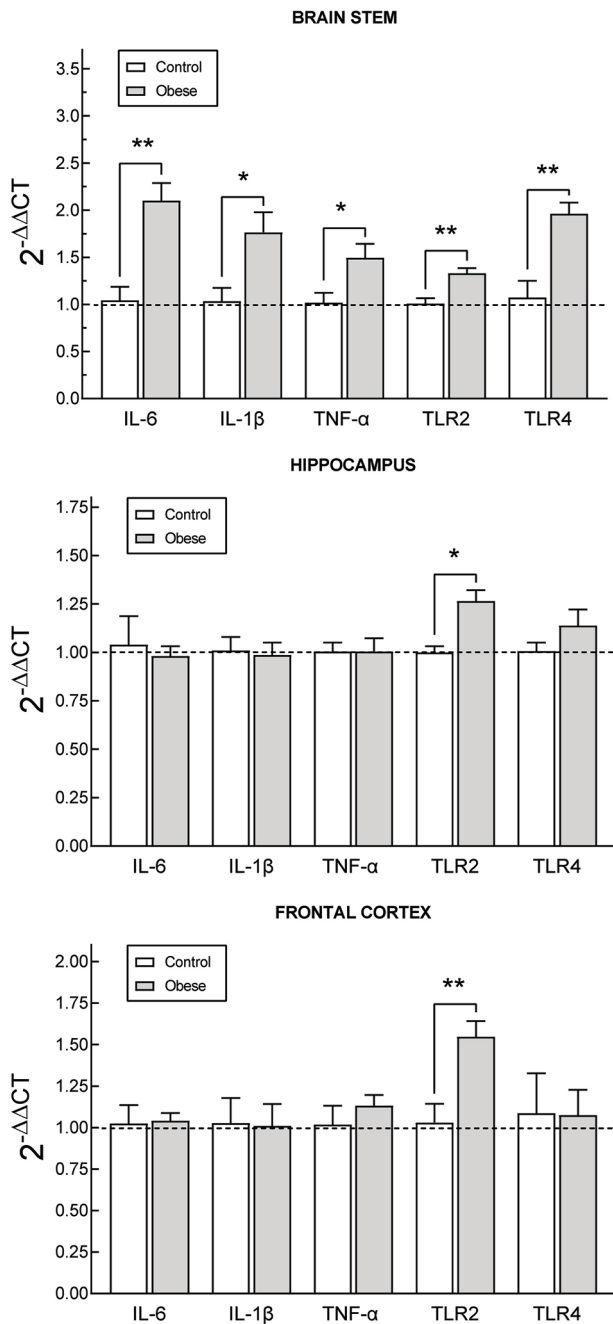 BRAIN STEM
3.5
3.0
2.5
2.0
1.5
1.0
0.5
0.0
2-ΔΔCT
Control
Obese
**
*
*
**
**
IL-6 IL-1β TNF-α TLR2 TLR4
HIPPOCAMPUS
1.75
1.50
1.25
1.00
0.75
0.50
0.25
0.00
2-ΔΔCT
Control
Obese
*
IL-6 IL-1β TNF-α TLR2 TLR4
FRONTAL CORTEX
2.00
1.75
1.50
1.25
1.00
0.75
0.50
0.25
0.00
2-ΔΔCT
Control
Obese
**
IL-6 IL-1β TNF-α TLR2 TLR4